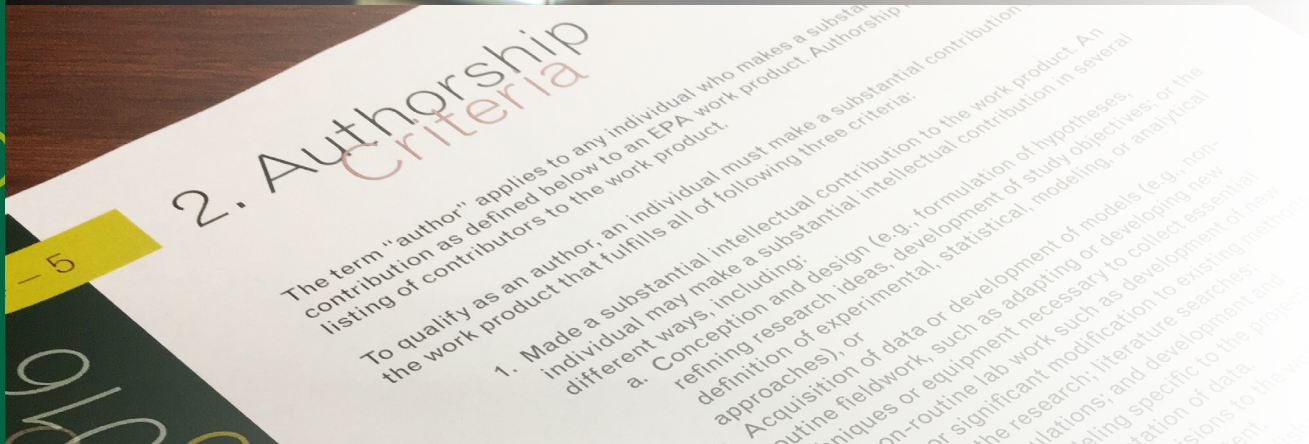 2. Authorship
Criteria
The term "author" applies to any individual who makes a
contribution as defined below to an EPA work product. Authorship
listing of contributors to the work product.
To qualify as an author, an individual must make a substantial contribution
the work product that fulfills all of following three criteria:
1. Made a substantial intellectual contribution to the work product. An
individual may make a substantial intellectual contribution in several
different ways, including:
a. Conception and design (e.g., formulation of hypotheses,
refining research ideas, development of study objectives; or the
definition of experimental, statistical, modeling, or analytical
approaches), or
Acquisition of data or development of models (e.g., non-
fieldwork, such as adapting or developing new
or equipment necessary to collect essential
lab work such as development of new
or significant modification to existing
the research; literature searches;
and development and
specific to the
of data.
to the
— 5